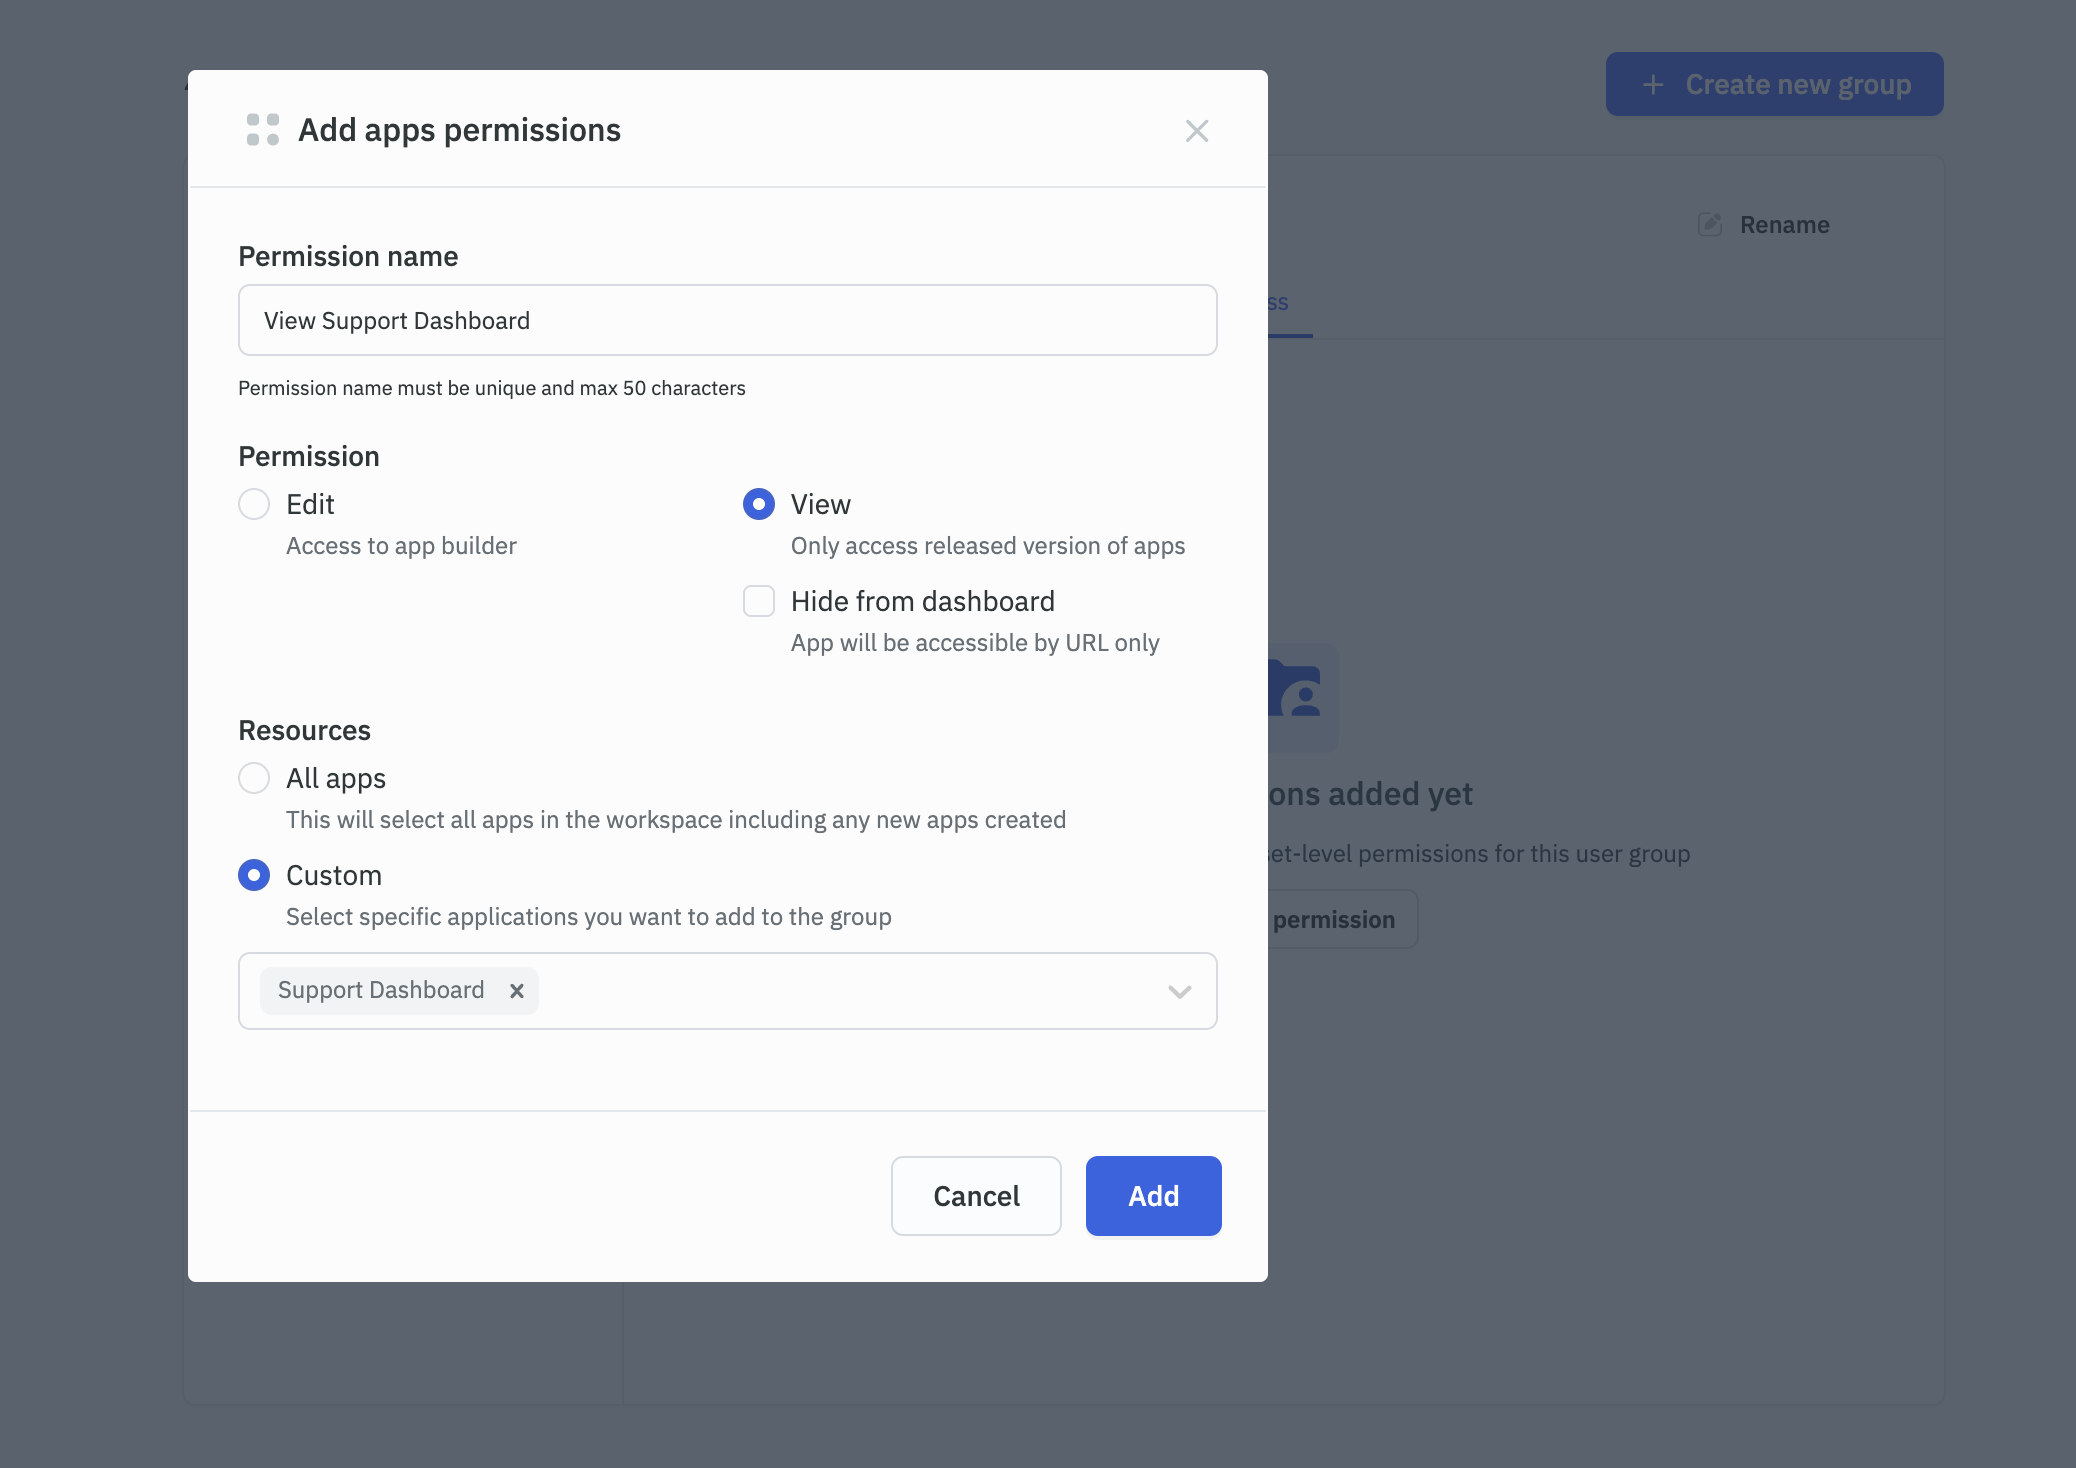 Create new group
Add apps permissions
Rename
Permission name
View Support Dashboard
Permission name must be unique and max 50 characters
Permission
Edit
Access to app builder
View
Only access released version of apps
Hide from dashboard
App will be accessible by URL only
Resources
All apps
This will select all apps in the workspace including any new apps created
added yet
Custom
Select specific applications you want to add to the group
permissions for this user group
permission
Support Dashboard
Cancel
Add